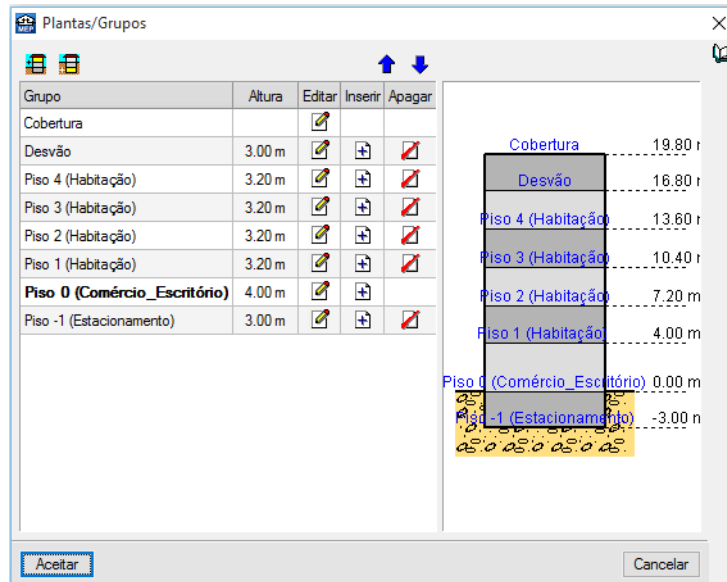 MEP Plantas/Grupos
Grupo Altura Editar Inserir Apagar
Cobertura
Desvão 3.00 m
Piso 4 (Habitação) 3.20 m
Piso 3 (Habitação) 3.20 m
Piso 2 (Habitação) 3.20 m
Piso 1 (Habitação) 3.20 m
Piso 0 (Comércio_Escritório) 4.00 m
Piso -1 (Estacionamento) 3.00 m
Cobertura 19.80
Desvão 16.80
Piso 4 (Habitação) 13.60
Piso 3 (Habitação) 10.40
Piso 2 (Habitação) 7.20 m
Piso 1 (Habitação) 4.00 m
Piso 0 (Comércio_Escritório) 0.00 m
Piso -1 (Estacionamento) -3.00
Aceitar Cancelar